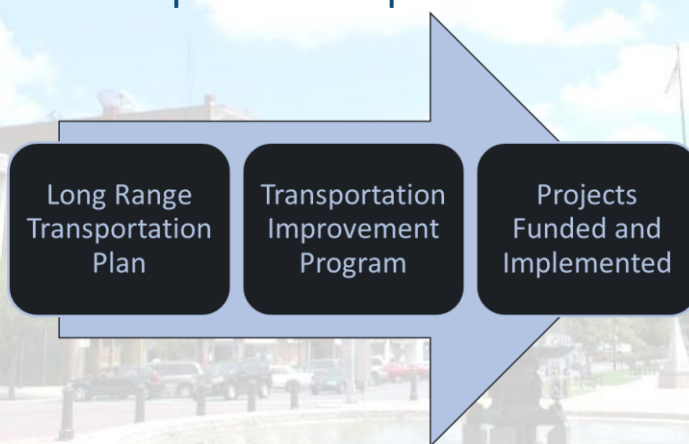 Long Range
Transportation
Plan
Transportation
Improvement
Program
Projects
Funded and
Implemented